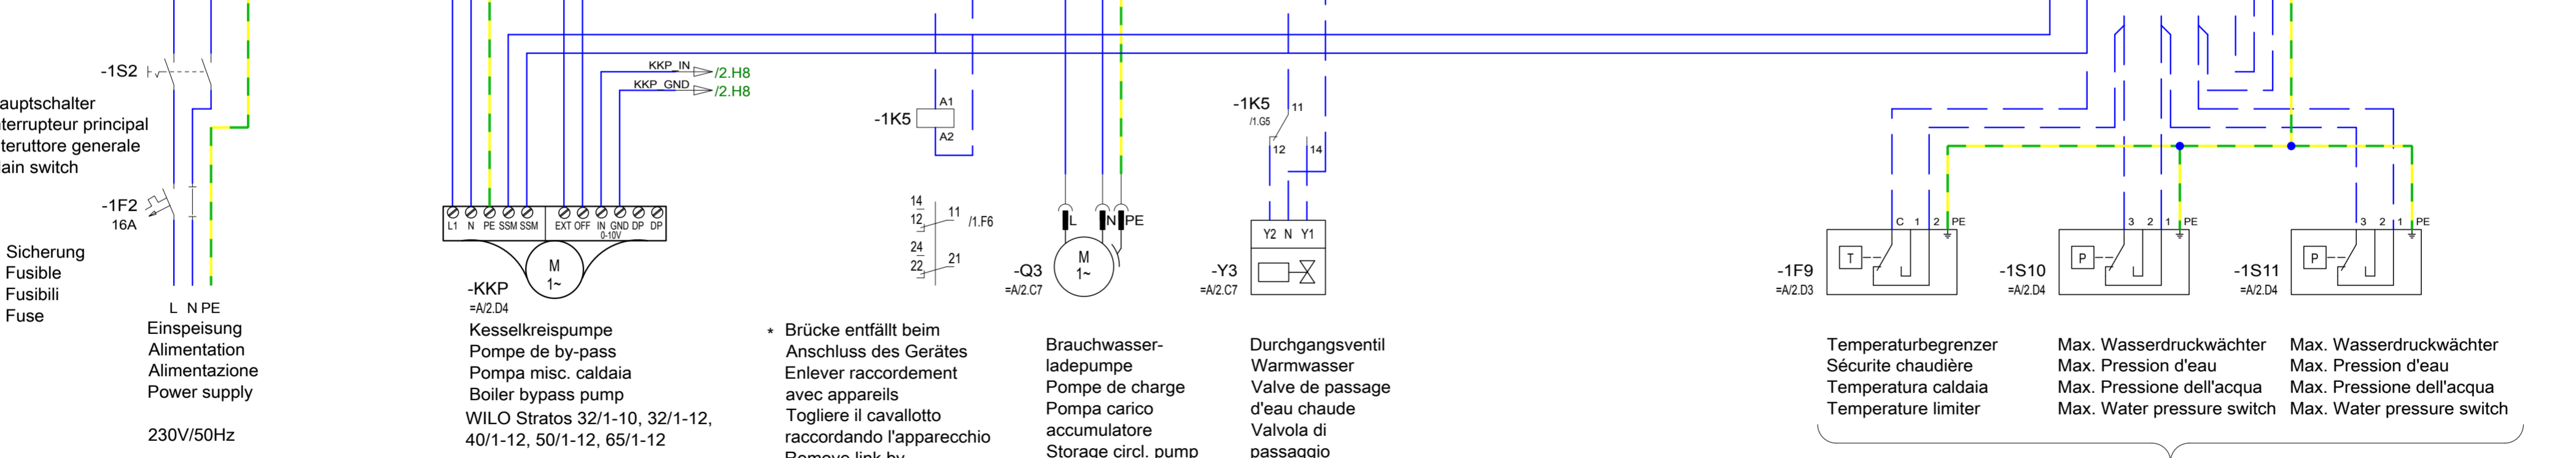 -1S2
auptschalter
terrupteur principal
teruttore generale
ain switch
-1F2
16A
Sicherung
Fusible
Fusibili
Fuse
L N PE
Einspeisung
Alimentation
Alimentazione
Power supply
230V/50Hz
KKP_IN
/2.H8
KKP_GND
/2.H8
L1 N PE SSM SSM EXT OFF IN GND DP DP
0-10V
M
1~
-KKP
=A/2.D4
Kesselkreispumpe
Pompe de by-pass
Pompa misc. caldaia
Boiler bypass pump
WILO Stratos 32/1-10, 32/1-12,
40/1-12, 50/1-12, 65/1-12
A1
-1K5
A2
14
12
11
/1.F6
24
22
21
* Brücke entfällt beim
Anschluss des Gerätes
Enlever raccordement
avec appareils
Togliere il cavallotto
raccordando l'apparecchio
Remove link by
L N PE
M
1~
-Q3
=A/2.C7
Brauchwasser-
ladepumpe
Pompe de charge
Pompa carico
accumulatore
Storage circl. pump
-1K5
/1.G5
11
12
14
Y2 N Y1
-Y3
=A/2.C7
Durchgangsventil
Warmwasser
Valve de passage
d'eau chaude
Valvola di
passaggio
C 1 2 PE
T
-1F9
=A/2.D3
Temperaturbegrenzer
Sécurite chaudière
Temperatura caldaia
Temperature limiter
3 2 1 PE
P
-1S10
=A/2.D4
Max. Wasserdruckwächter
Max. Pression d'eau
Max. Pressione dell'acqua
Max. Water pressure switch
3 2 1 PE
P
-1S11
=A/2.D4
Max. Wasserdruckwächter
Max. Pression d'eau
Max. Pressione dell'acqua
Max. Water pressure switch